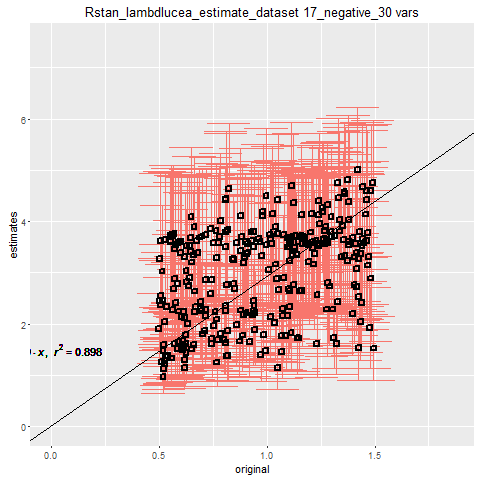 Rstan_lambdlucea_estimate_dataset 17_negative_30 vars
6
4
2
0
estimates
· x, r² = 0.898
0.0 0.5 1.0 1.5
original